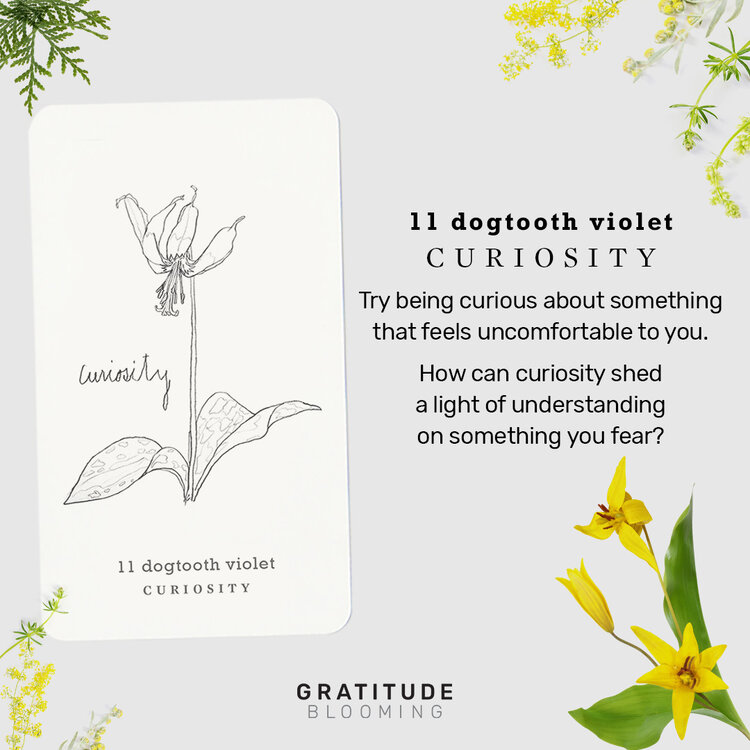 curiosity
11 dogtooth violet
CURIOSITY
11 dogtooth violet
CURIOSITY
Try being curious about something
that feels uncomfortable to you.
How can curiosity shed
a light of understanding
on something you fear?
GRATITUDE
BLOOMING